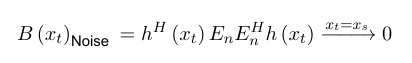 B (x_t)_Noise = h^H (x_t) E_n E_n^H h (x_t) \xrightarrow{x_t = x_s} 0